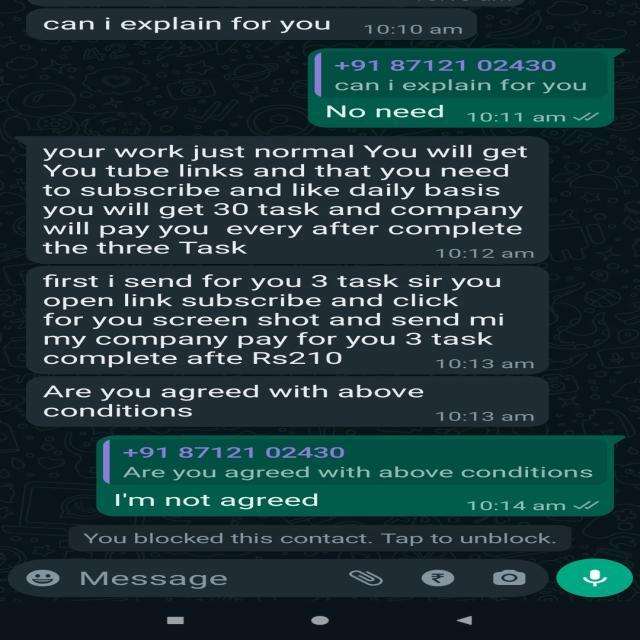 can i explain for you 10:10 am
+91 87121 02430
can i explain for you
No need 10:11 am
your work just normal You will get
You tube links and that you need
to subscribe and like daily basis
you will get 30 task and company
will pay you every after complete
the three Task 10:12 am
first i send for you 3 task sir you
open link subscribe and click
for you screen shot and send mi
my company pay for you 3 task
complete afte Rs210 10:13 am
Are you agreed with above
conditions 10:13 am
+91 87121 02430
Are you agreed with above conditions
I'm not agreed 10:14 am
You blocked this contact. Tap to unblock.
Message